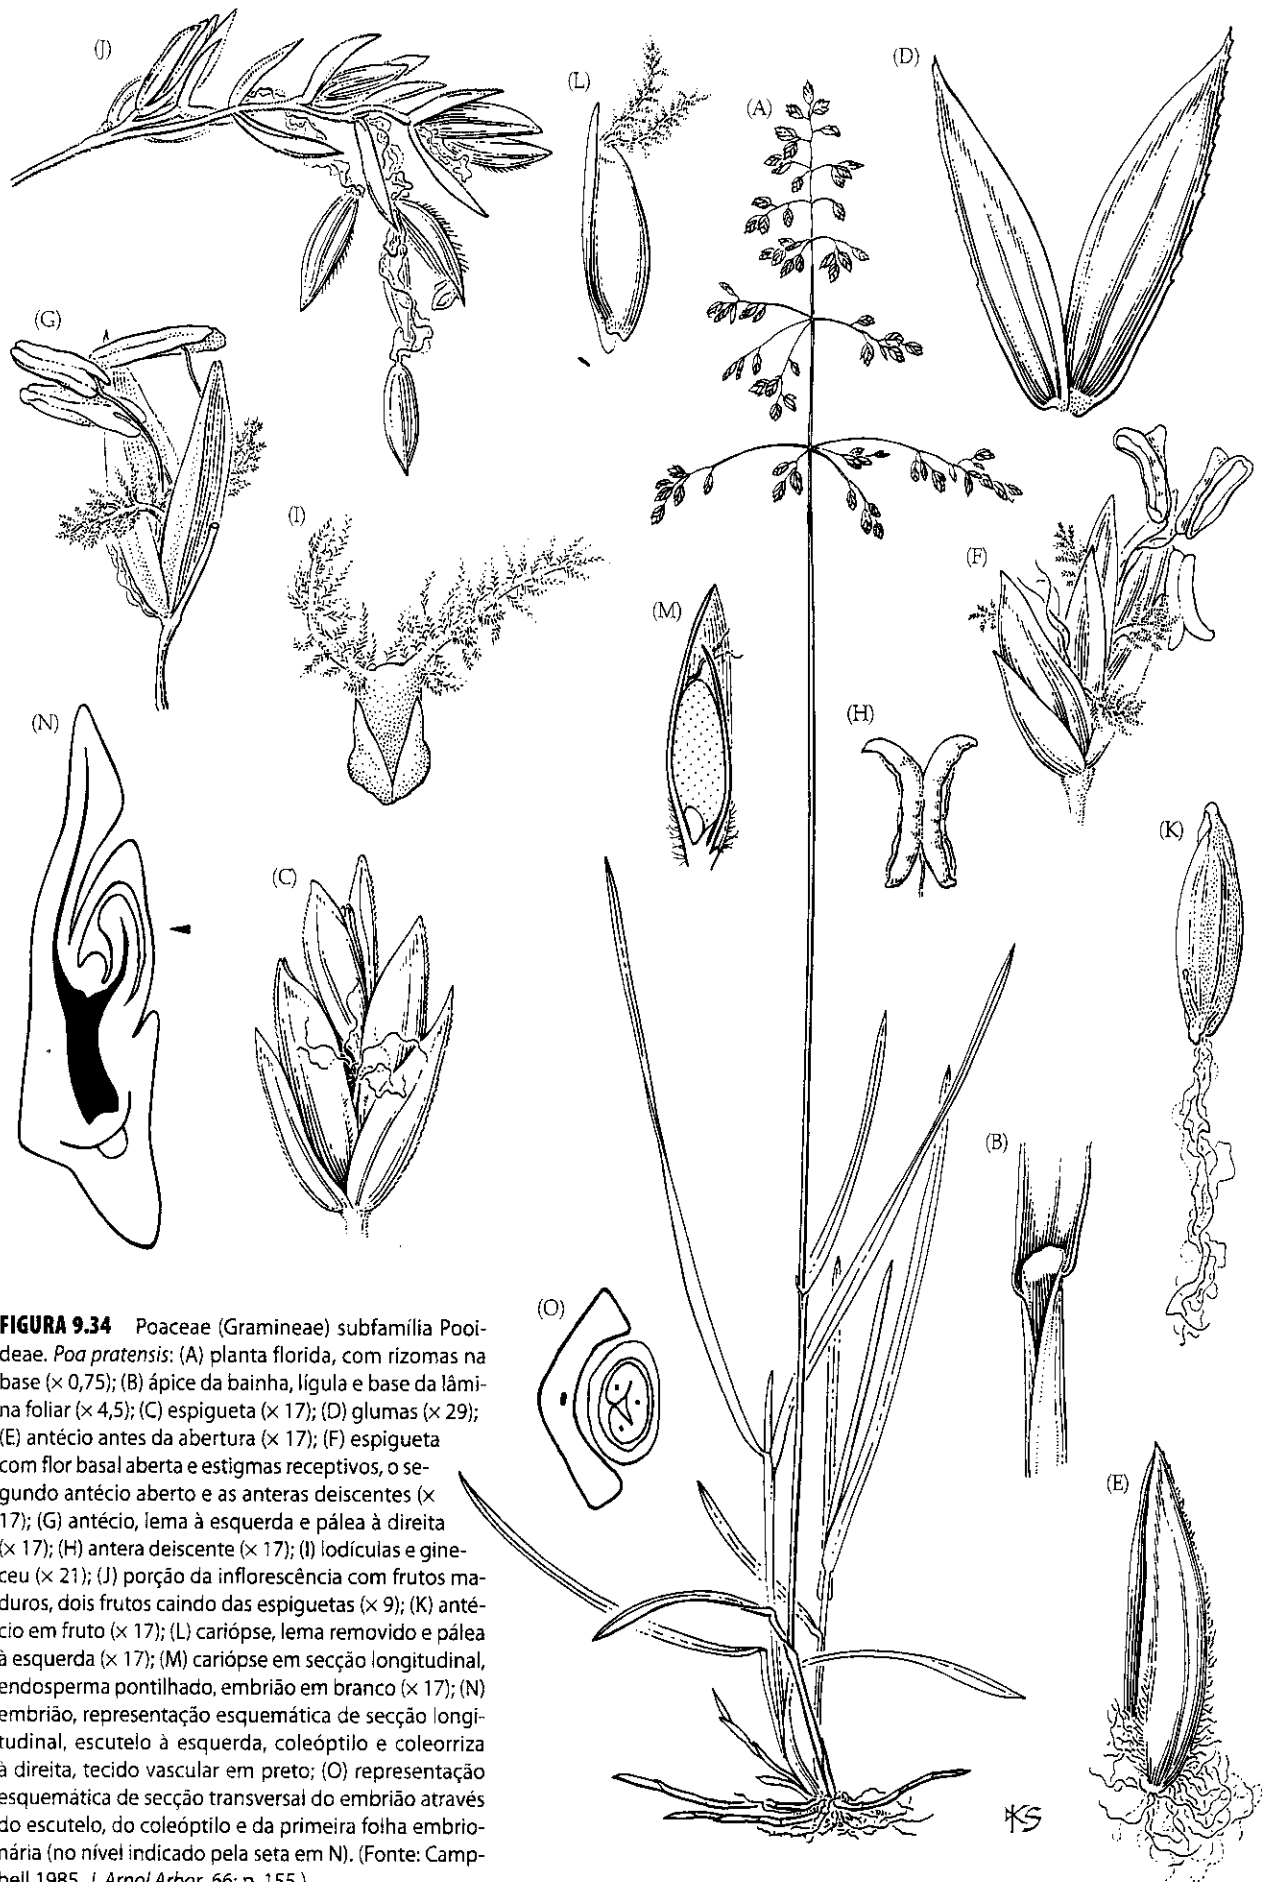 (J)
(L)
(A)
(D)
(G)
(I)
(F)
(M)
(H)
(N)
(K)
(C)
(B)
(O)
(E)
FIGURA 9.34 Poaceae (Gramineae) subfamília Pooi-
deae. Poa pratensis: (A) planta florida, com rizomas na
base (× 0,75); (B) ápice da bainha, lígula e base da lâmi-
na foliar (× 4,5); (C) espigueta (× 17); (D) glumas (× 29);
(E) antécio antes da abertura (× 17); (F) espigueta
com flor basal aberta e estigmas receptivos, o se-
gundo antécio aberto e as anteras deiscentes (×
17); (G) antécio, lema à esquerda e pálea à direita
(× 17); (H) antera deiscente (× 17); (I) lodículas e gine-
ceu (× 21); (J) porção da inflorescência com frutos ma-
duros, dois frutos caindo das espiguetas (× 9); (K) anté-
cio em fruto (× 17); (L) cariópse, lema removido e pálea
à esquerda (× 17); (M) cariópse em secção longitudinal,
endosperma pontilhado, embrião em branco (× 17); (N)
embrião, representação esquemática de secção longi-
tudinal, escutelo à esquerda, coleóptilo e coleorriza
à direita, tecido vascular em preto; (O) representação
esquemática de secção transversal do embrião através
do escutelo, do coleóptilo e da primeira folha embrio-
nária (no nível indicado pela seta em N). (Fonte: Camp-
bell 1985, J. Arnol Arbor. 66: p. 155.)
KS